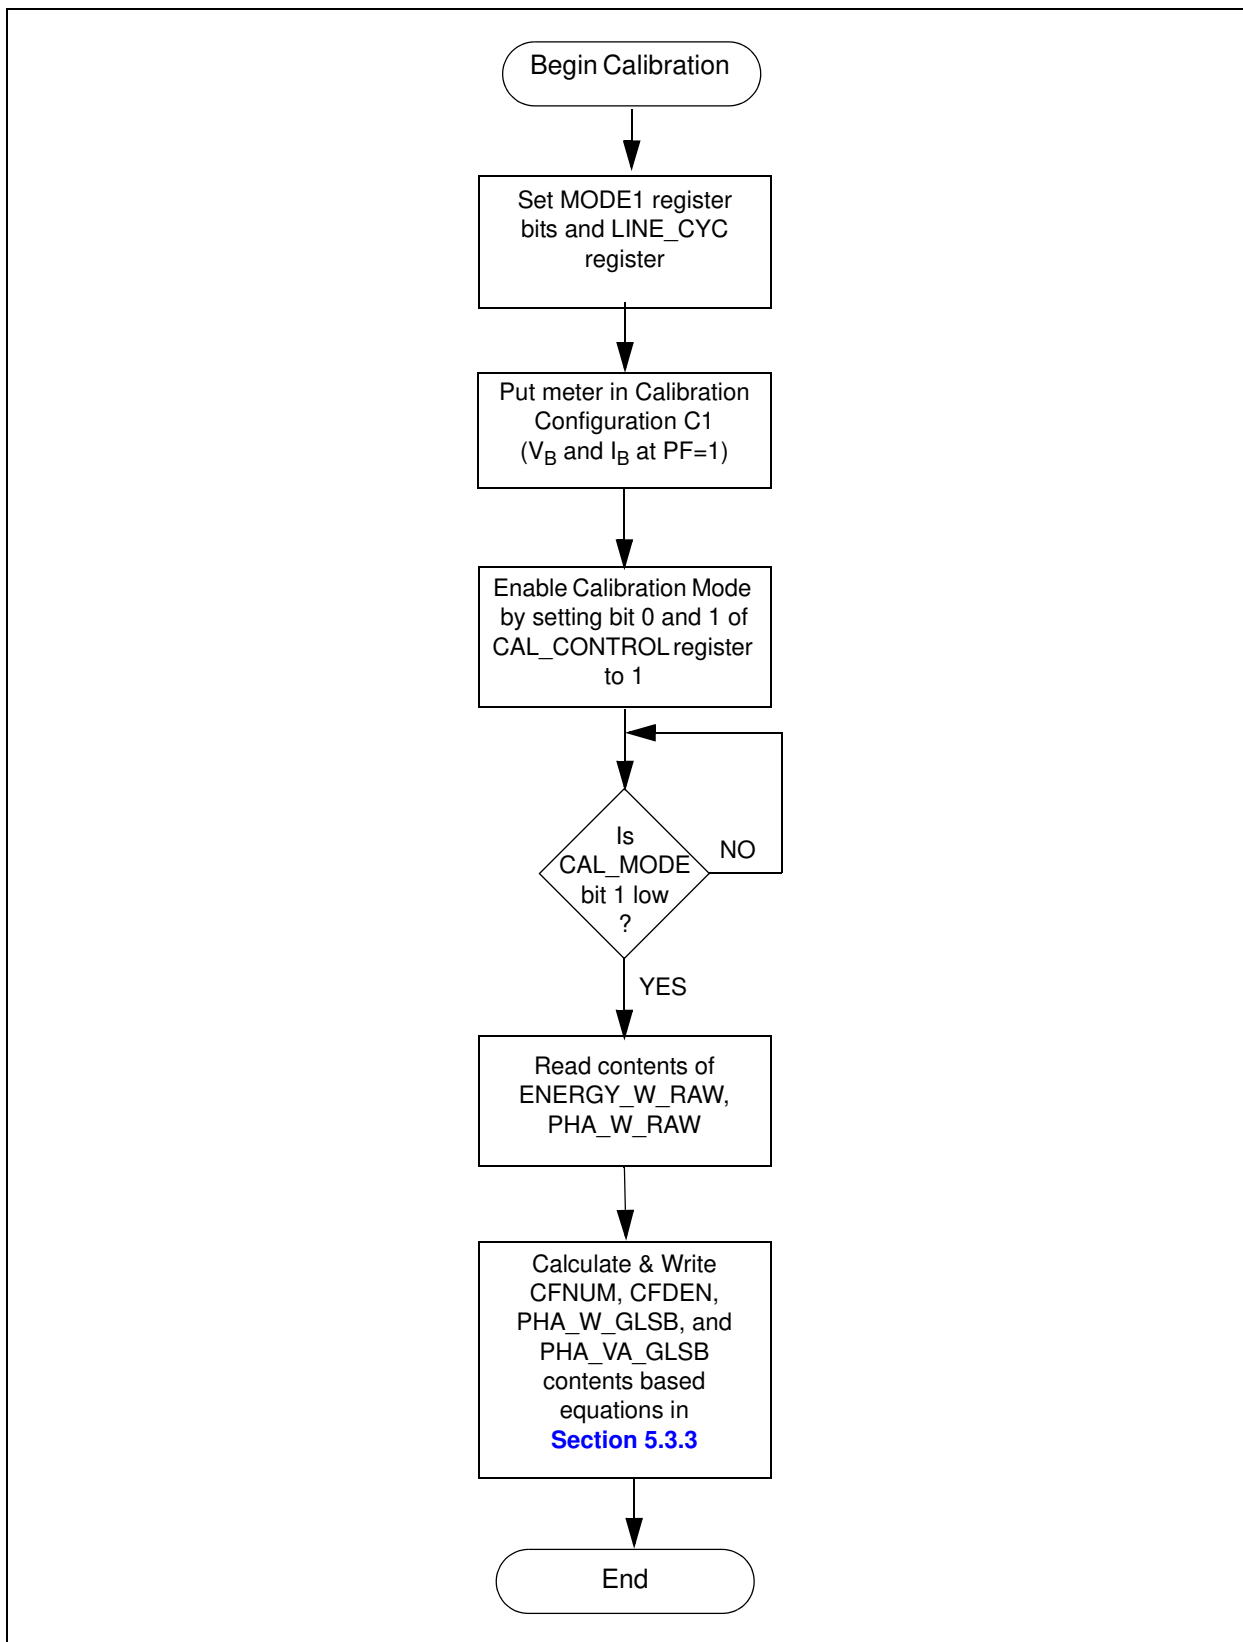 Begin Calibration
Set MODE1 register
bits and LINE_CYC
register
Put meter in Calibration
Configuration C1
(VB and IB at PF=1)
Enable Calibration Mode
by setting bit 0 and 1 of
CAL_CONTROL register
to 1
Is
CAL_MODE
bit 1 low
?
NO
YES
Read contents of
ENERGY_W_RAW,
PHA_W_RAW
Calculate & Write
CFNUM, CFDEN,
PHA_W_GLSB, and
PHA_VA_GLSB
contents based
equations in
Section 5.3.3
End